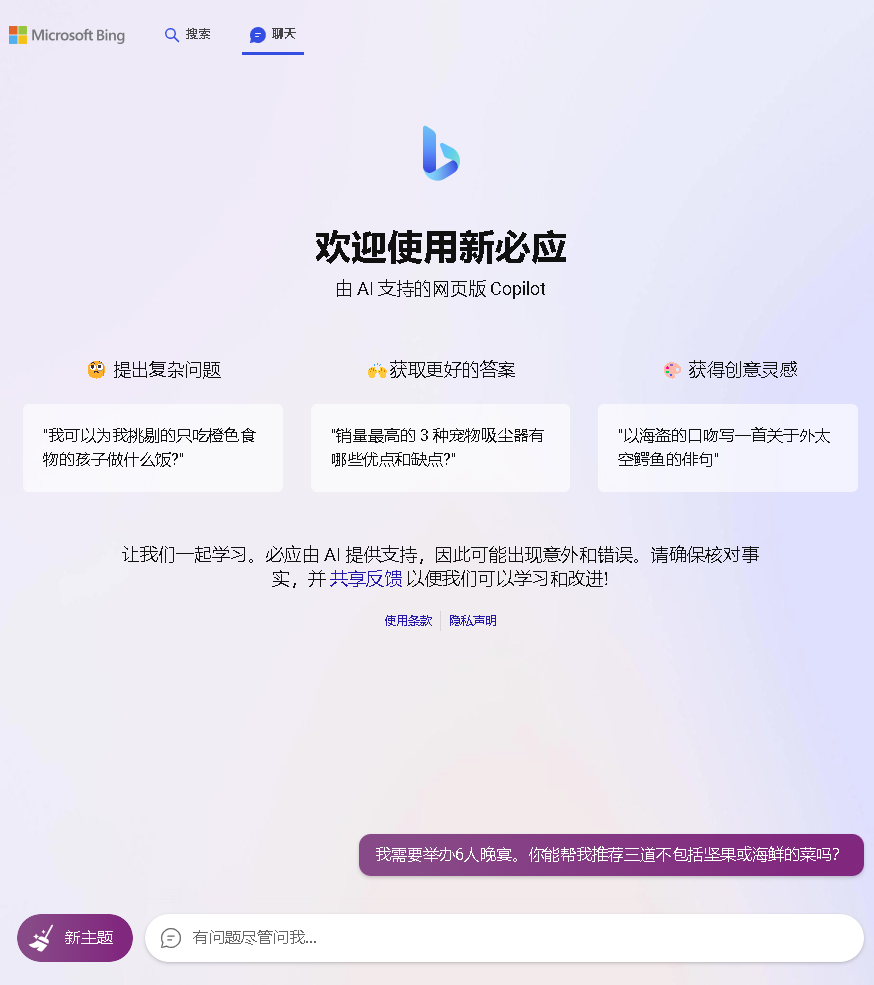 Microsoft Bing
搜索
聊天
欢迎使用新必应
由 AI 支持的网页版 Copilot
提出复杂问题
获取更好的答案
获得创意灵感
"我可以为我挑剔的只吃橙色食
物的孩子做什么饭?"
"销量最高的 3 种宠物吸尘器有
哪些优点和缺点?"
"以海盗的口吻写一首关于外太
空鳄鱼的俳句"
让我们一起学习。必应由 AI 提供支持，因此可能出现意外和错误。请确保核对事
实，并 共享反馈 以便我们可以学习和改进!
使用条款
隐私声明
我需要举办6人晚宴。你能帮我推荐三道不包括坚果或海鲜的菜吗？
新主题
有问题尽管问我...